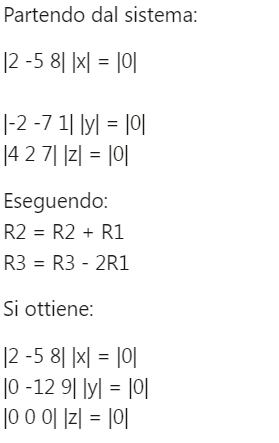 Partendo dal sistema:
|2 -5 8| |x| = |0|
|-2 -7 1| |y| = |0|
|4 2 7| |z| = |0|
Eseguendo:
R2 = R2 + R1
R3 = R3 - 2R1
Si ottiene:
|2 -5 8| |x| = |0|
|0 -12 9| |y| = |0|
|0 0 0| |z| = |0|